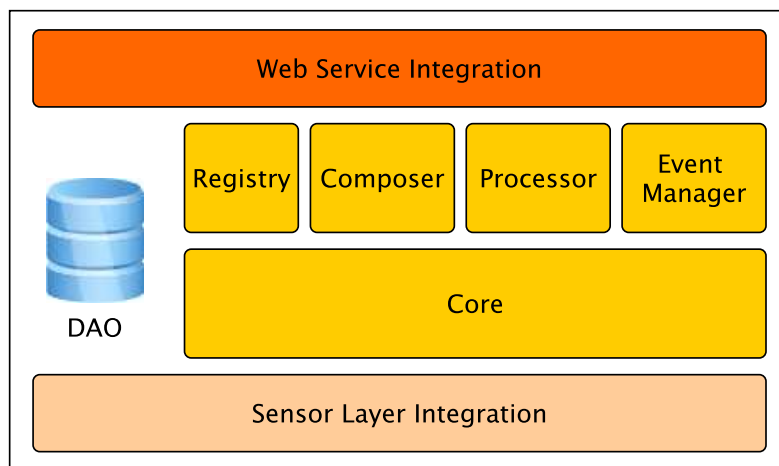 Web Service Integration
Registry
Composer
Processor
Event
Manager
DAO
Core
Sensor Layer Integration